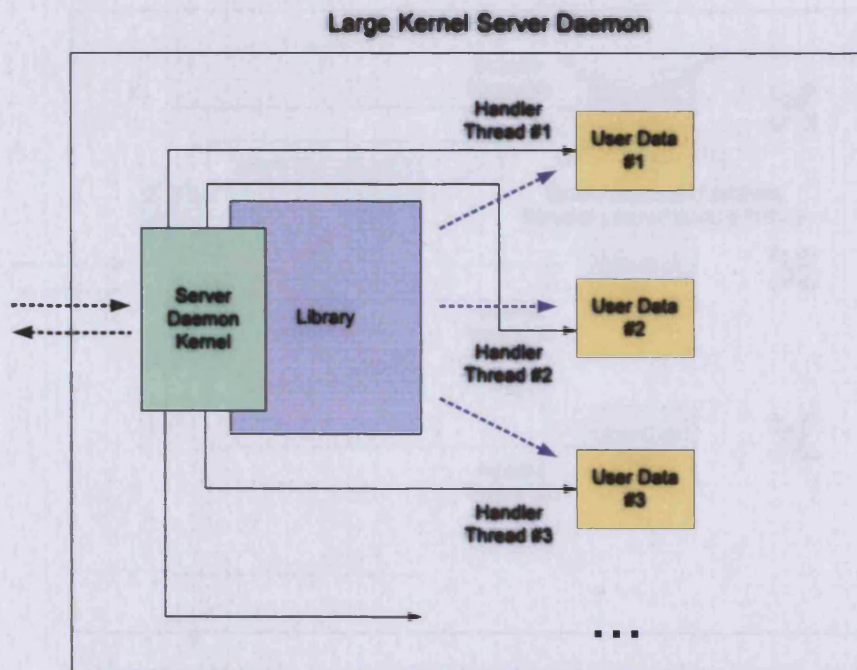 Large Kernel Server Daemon
Handler
Thread #1
User Data
#1
Server
Daemon
Kernel
Library
User Data
#2
Handler
Thread #2
User Data
#3
Handler
Thread #3
...